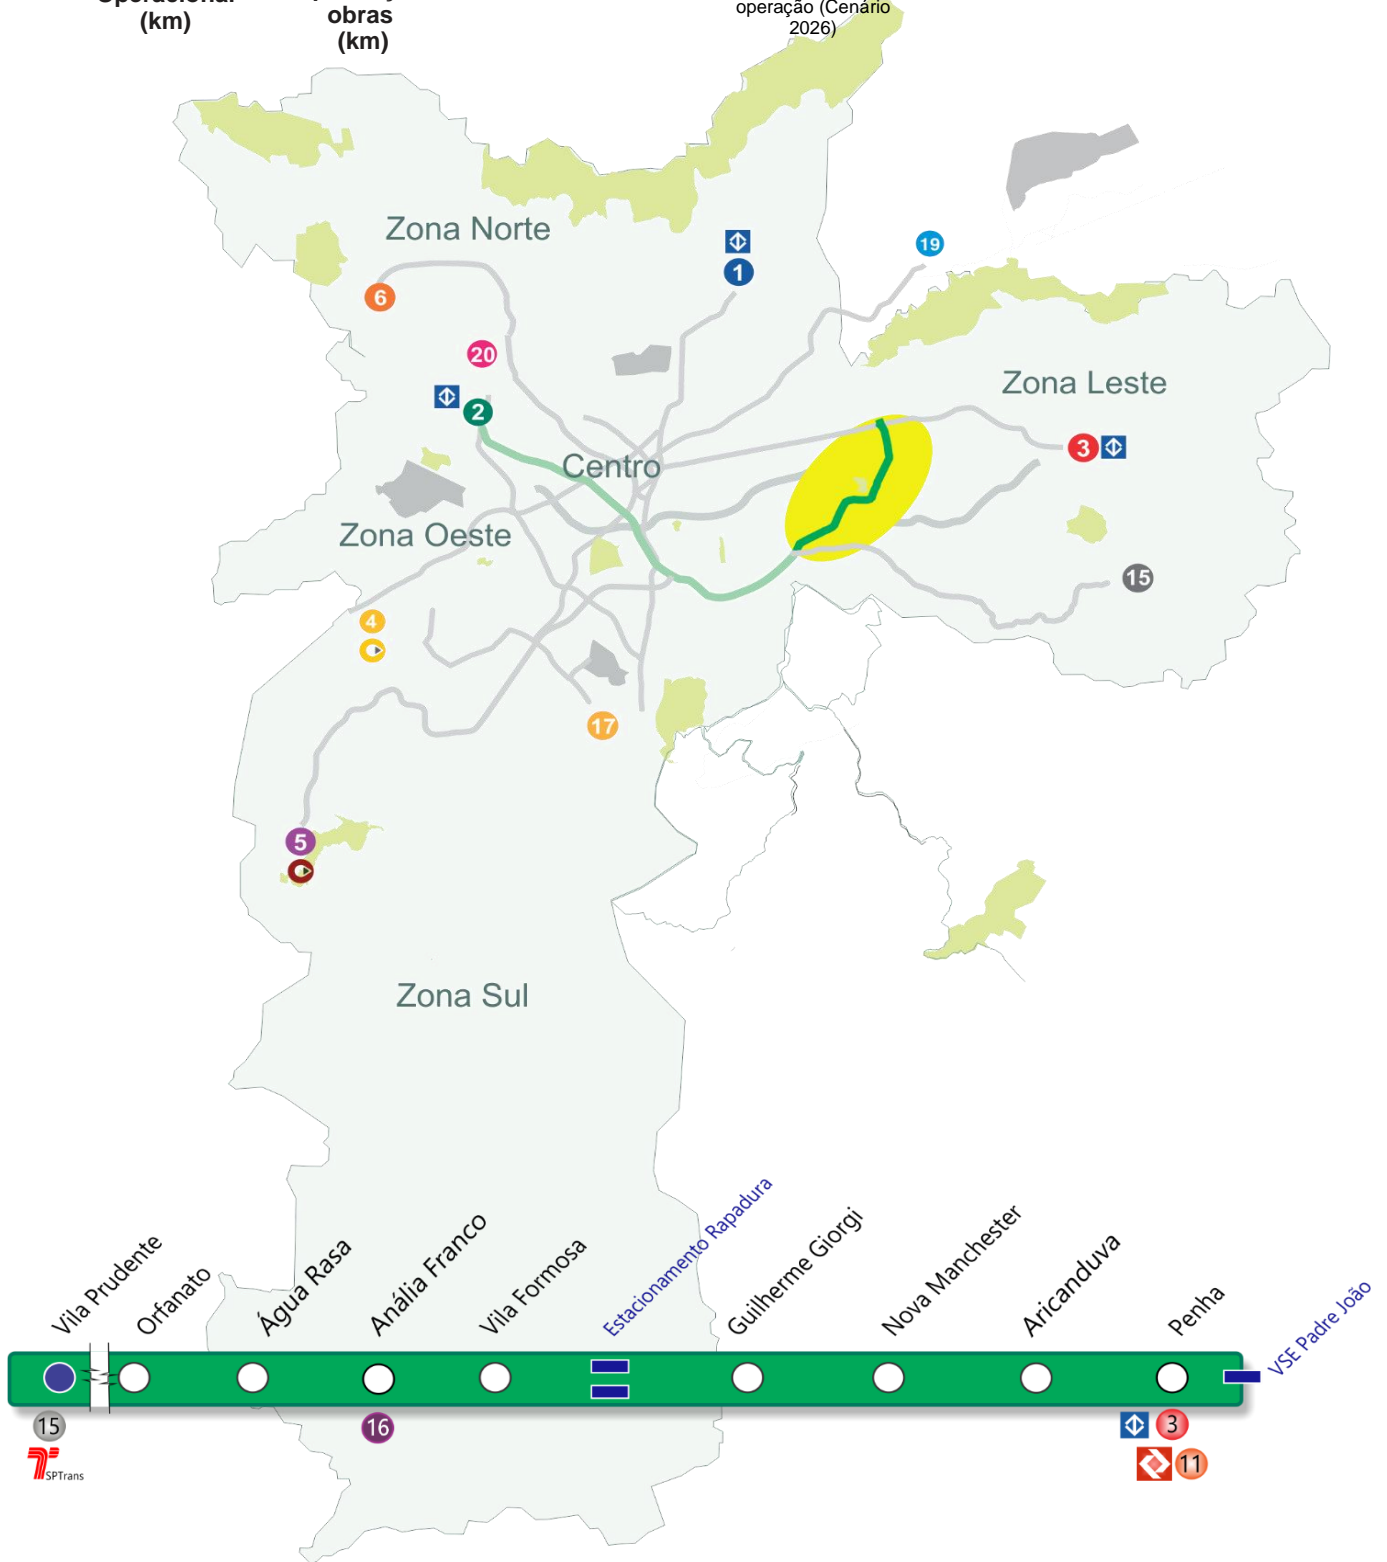 Operacional
(km)
obras
(km)
operação (Cenário
2026)
Zona Norte
1
19
6
20
2
Zona Leste
3
Centro
Zona Oeste
15
4
17
5
Zona Sul
Vila Prudente
Orfanato
Água Rasa
Anália Franco
Vila Formosa
Estacionamento Rapadura
Guilherme Giorgi
Nova Manchester
Aricanduva
Penha
VSE Padre João
15
SPTrans
16
3
11